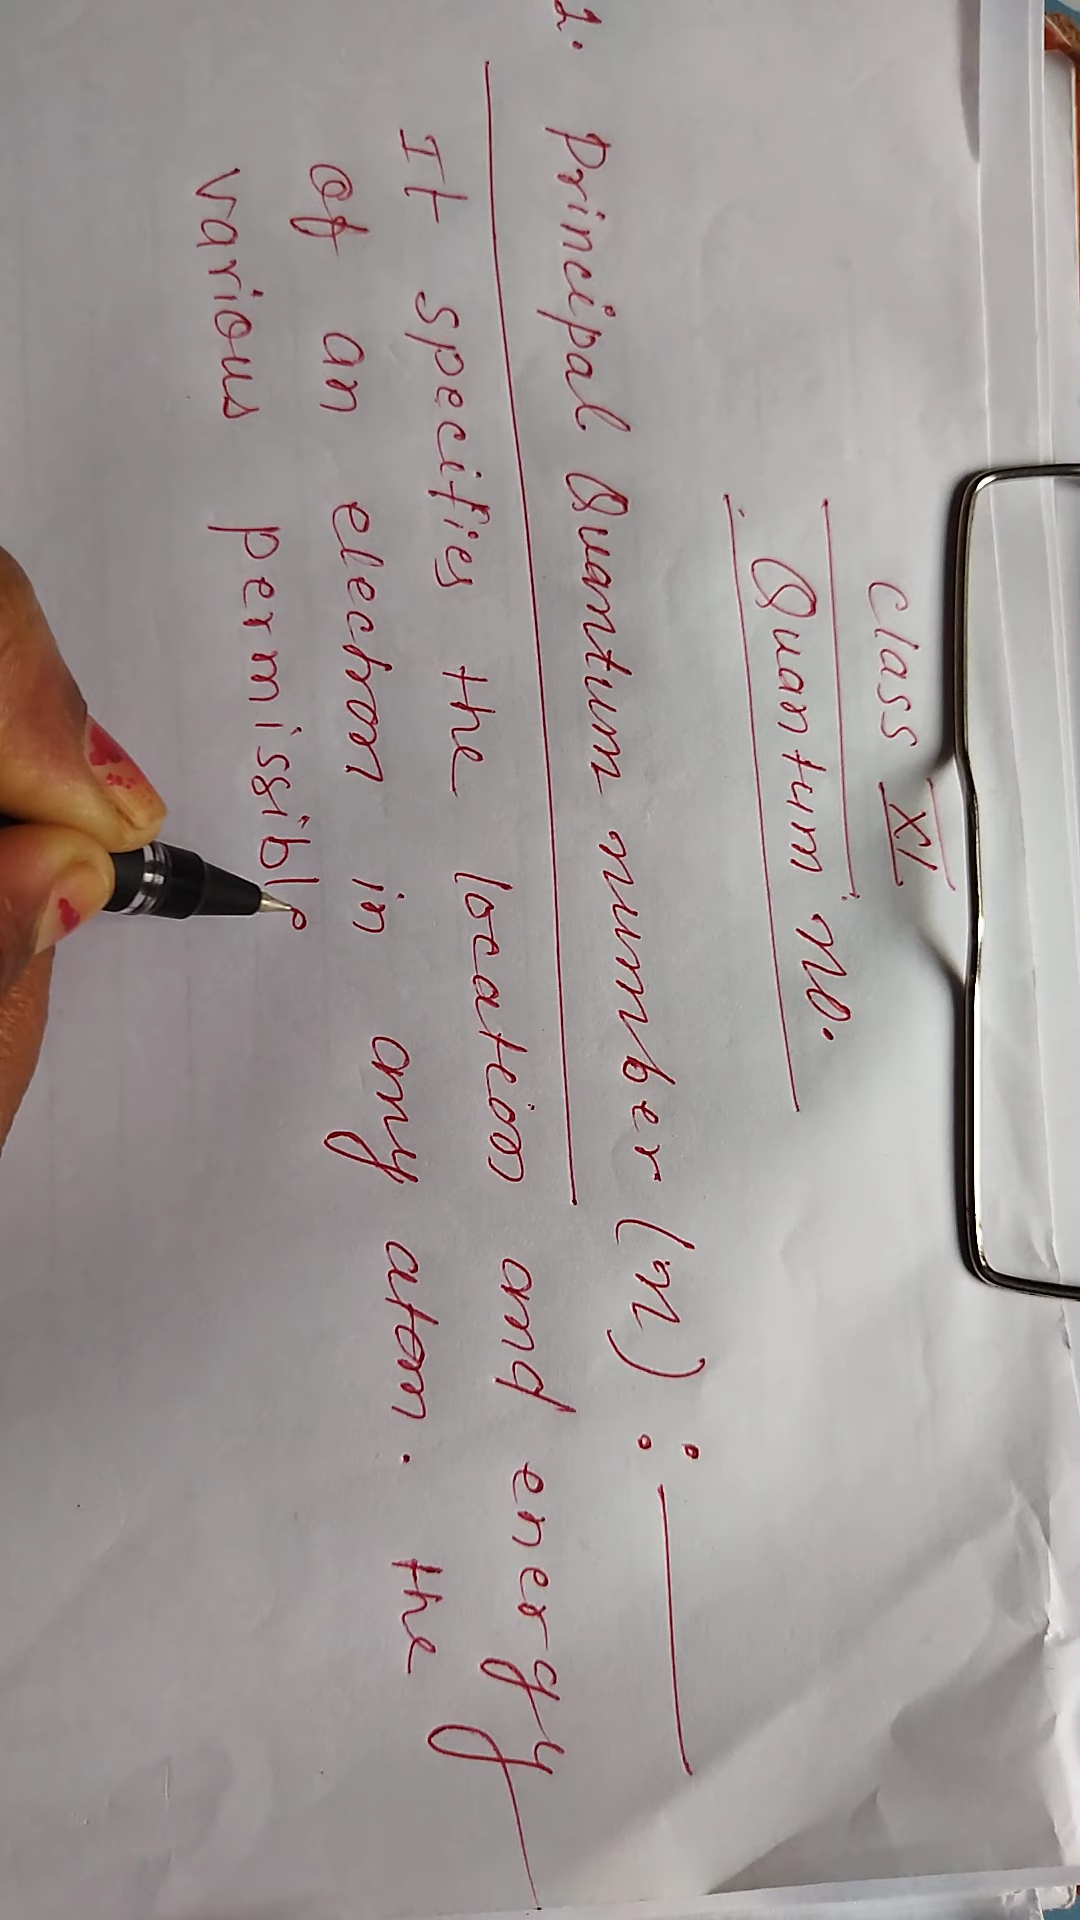 class XI
Quantum no.
1. Principal Quantum number (n) :
It specifies the location and energy
of an electron in any atom. the
various permissible